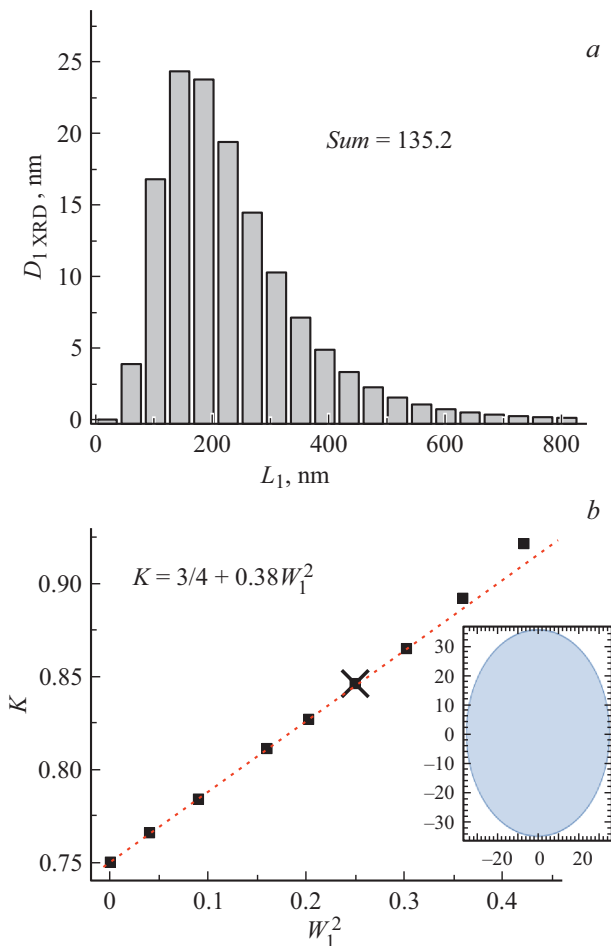 a
25
20
15
10
5
0
D1 XRD, nm
Sum = 135.2
0 200 400 600 800
L1, nm
b
K = 3/4 + 0.38W1^2
0.90
0.85
0.80
0.75
K
30
20
10
0
–10
–20
–30
–20 0 20
0 0.1 0.2 0.3 0.4
W1^2